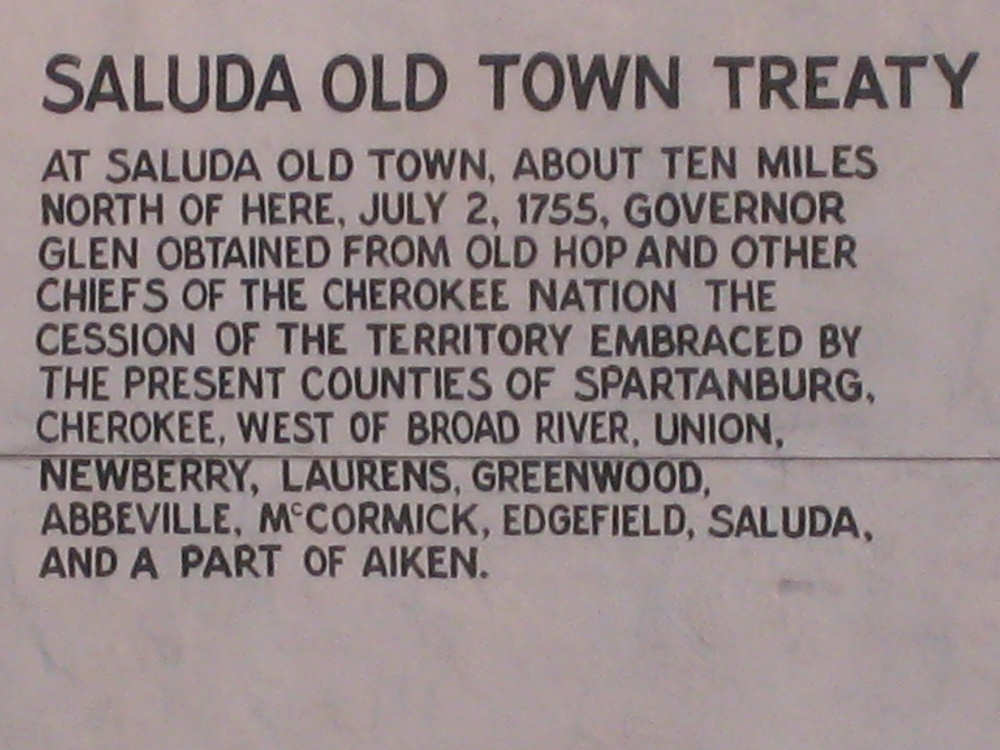 SALUDA OLD TOWN TREATY
AT SALUDA OLD TOWN, ABOUT TEN MILES
NORTH OF HERE, JULY 2, 1755, GOVERNOR
GLEN OBTAINED FROM OLD HOP AND OTHER
CHIEFS OF THE CHEROKEE NATION THE
CESSION OF THE TERRITORY EMBRACED BY
THE PRESENT COUNTIES OF SPARTANBURG,
CHEROKEE, WEST OF BROAD RIVER, UNION,
NEWBERRY, LAURENS, GREENWOOD,
ABBEVILLE, McCORMICK, EDGEFIELD, SALUDA,
AND A PART OF AIKEN.